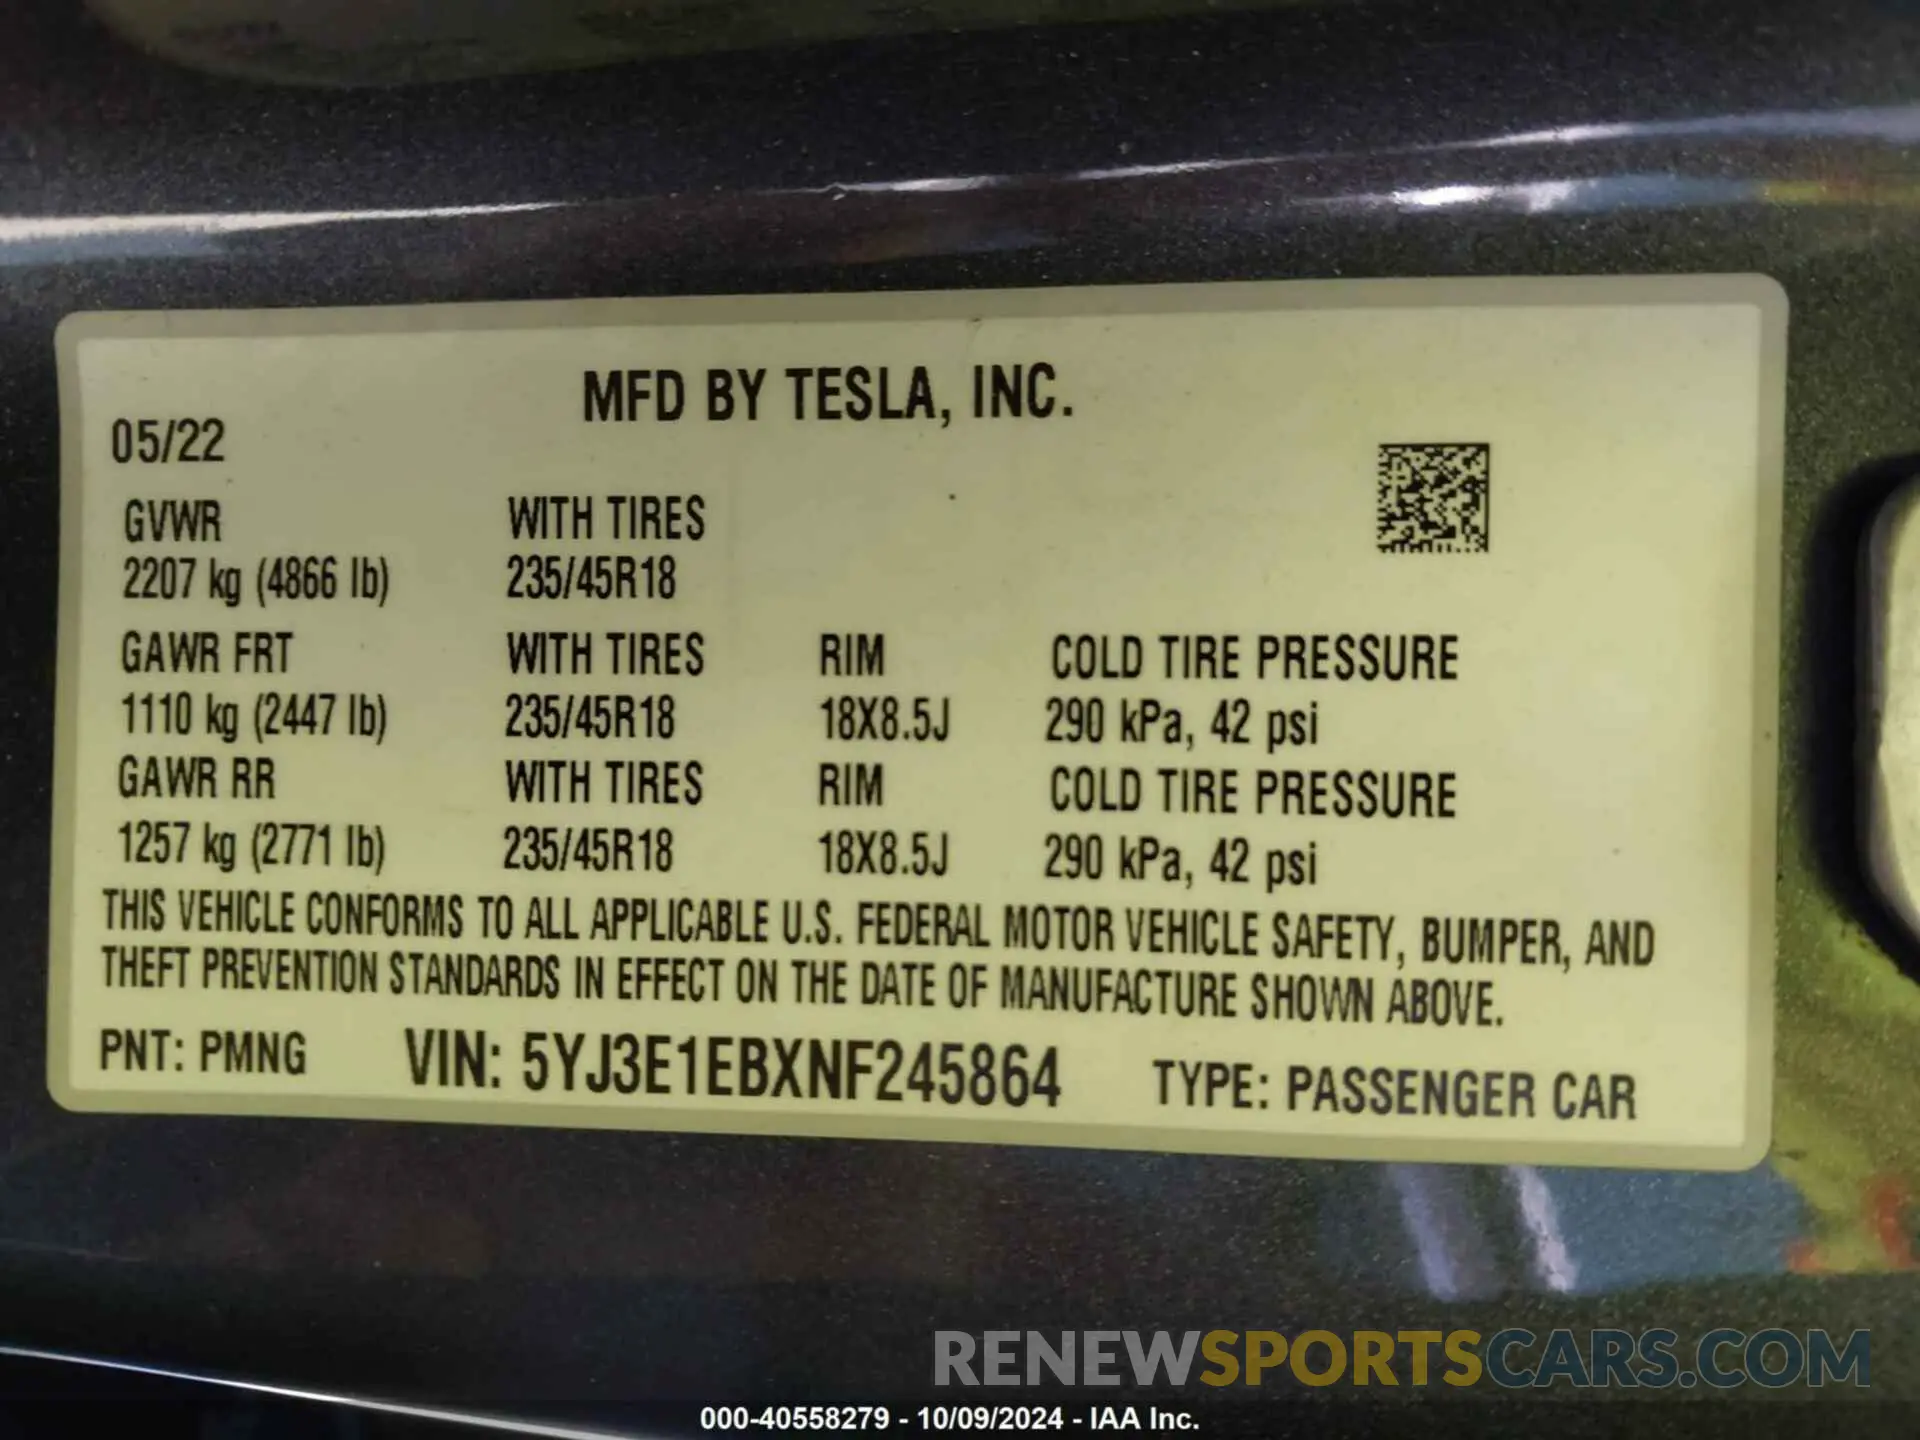 MFD BY TESLA, INC.
05/22
GVWR WITH TIRES
2207 kg (4866 lb) 235/45R18
GAWR FRT WITH TIRES RIM COLD TIRE PRESSURE
1110 kg (2447 lb) 235/45R18 18X8.5J 290 kPa, 42 psi
GAWR RR WITH TIRES RIM COLD TIRE PRESSURE
1257 kg (2771 lb) 235/45R18 18X8.5J 290 kPa, 42 psi
THIS VEHICLE CONFORMS TO ALL APPLICABLE U.S. FEDERAL MOTOR VEHICLE SAFETY, BUMPER, AND
THEFT PREVENTION STANDARDS IN EFFECT ON THE DATE OF MANUFACTURE SHOWN ABOVE.
PNT: PMNG VIN: 5YJ3E1EBXNF245864 TYPE: PASSENGER CAR
RENEWSPORTSCARS.COM
000-40558279 - 10/09/2024 - IAA Inc.